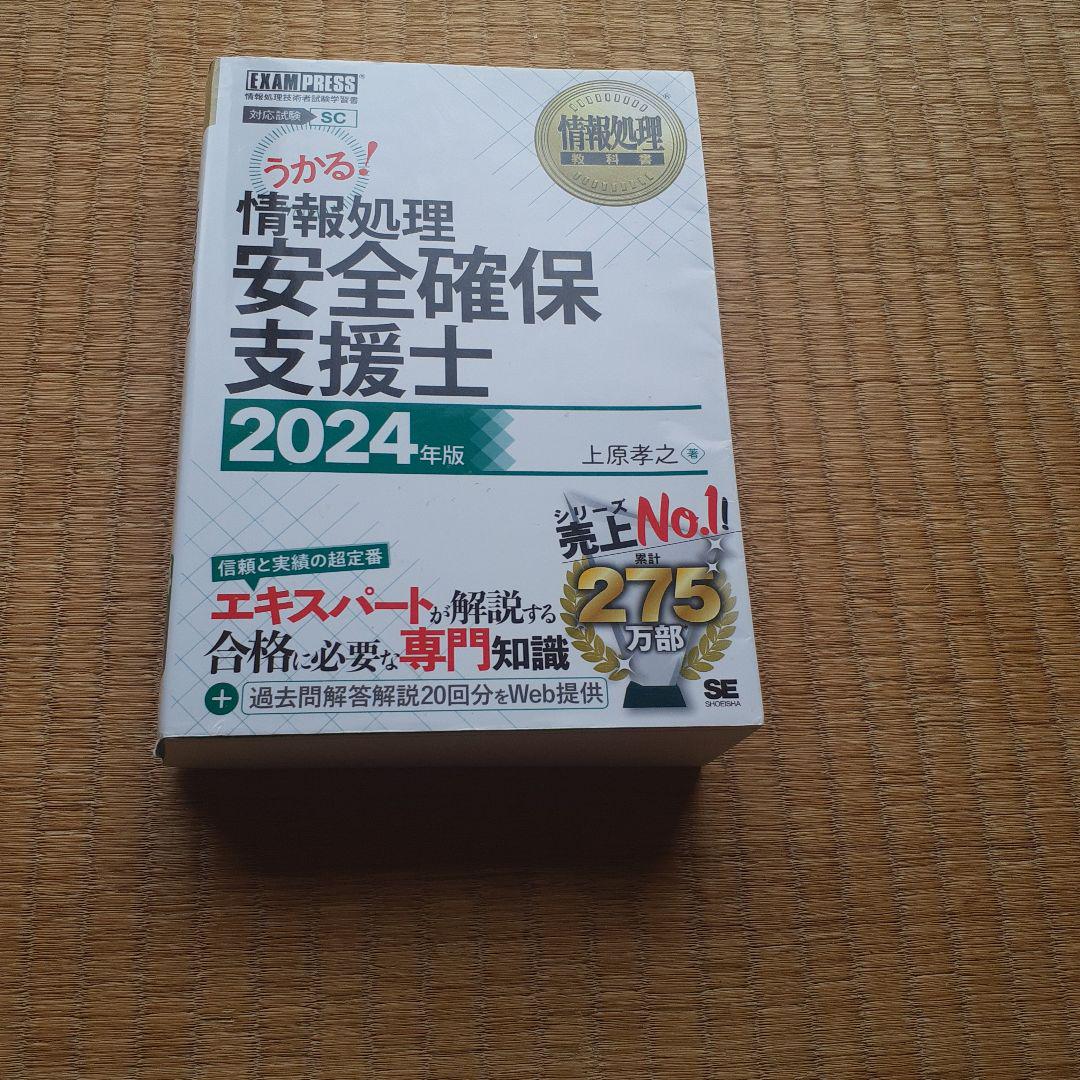 EXAMPRESS®
情報処理技術者試験学習書
対応試験 SC
情報処理®
教科書
うかる!
情報処理
安全確保
支援士
2024年版
上原孝之 著
シリーズ
売上No.1!
累計
275
万部
信頼と実績の超定番
エキスパートが解説する
合格に必要な専門知識
+ 過去問解答解説20回分をWeb提供
SE
SHOEISHA